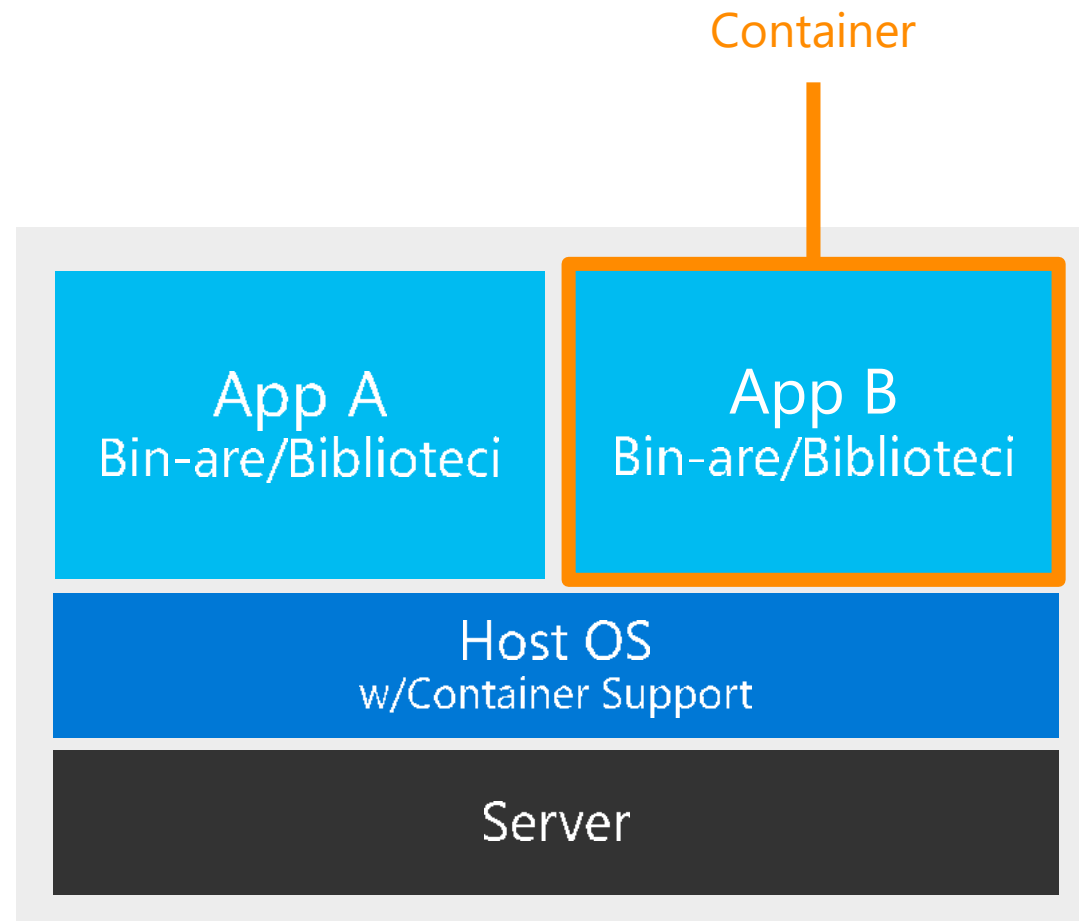 Container
App A
Bin-are/Biblioteci
App B
Bin-are/Biblioteci
Host OS
w/Container Support
Server